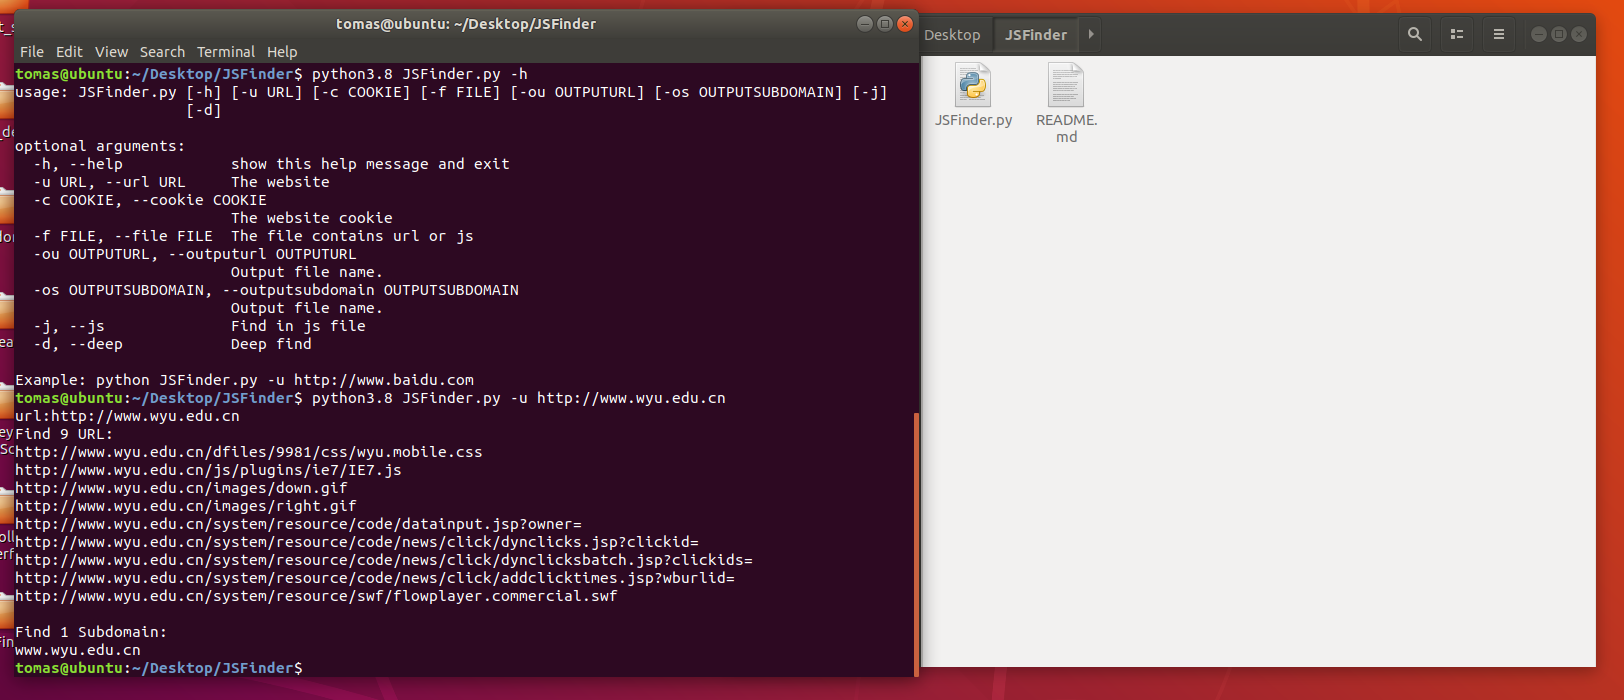 tomas@ubuntu: ~/Desktop/JSFinder
File Edit View Search Terminal Help
tomas@ubuntu:~/Desktop/JSFinder$ python3.8 JSFinder.py -h
usage: JSFinder.py [-h] [-u URL] [-c COOKIE] [-f FILE] [-ou OUTPUTURL] [-os OUTPUTSUBDOMAIN] [-j]
[-d]
optional arguments:
-h, --help show this help message and exit
-u URL, --url URL The website
-c COOKIE, --cookie COOKIE
The website cookie
-f FILE, --file FILE The file contains url or js
-ou OUTPUTURL, --outputurl OUTPUTURL
Output file name.
-os OUTPUTSUBDOMAIN, --outputsubdomain OUTPUTSUBDOMAIN
Output file name.
-j, --js Find in js file
-d, --deep Deep find
Example: python JSFinder.py -u http://www.baidu.com
tomas@ubuntu:~/Desktop/JSFinder$ python3.8 JSFinder.py -u http://www.wyu.edu.cn
url:http://www.wyu.edu.cn
Find 9 URL:
http://www.wyu.edu.cn/dfiles/9981/css/wyu.mobile.css
http://www.wyu.edu.cn/js/plugins/ie7/IE7.js
http://www.wyu.edu.cn/images/down.gif
http://www.wyu.edu.cn/images/right.gif
http://www.wyu.edu.cn/system/resource/code/datainput.jsp?owner=
http://www.wyu.edu.cn/system/resource/code/news/click/dynclicks.jsp?clickid=
http://www.wyu.edu.cn/system/resource/code/news/click/dynclicksbatch.jsp?clickids=
http://www.wyu.edu.cn/system/resource/code/news/click/addclicktimes.jsp?wburlid=
http://www.wyu.edu.cn/system/resource/swf/flowplayer.commercial.swf
Find 1 Subdomain:
www.wyu.edu.cn
tomas@ubuntu:~/Desktop/JSFinder$
Desktop JSFinder
JSFinder.py
README.
md